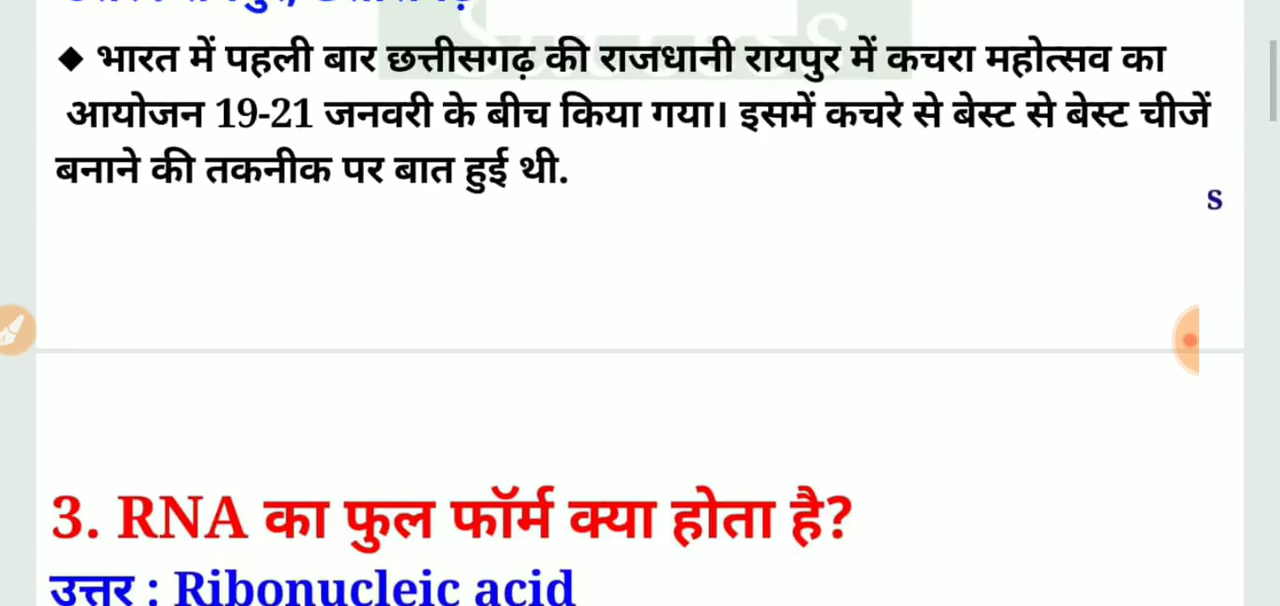 ◆ भारत में पहली बार छत्तीसगढ़ की राजधानी रायपुर में कचरा महोत्सव का
आयोजन 19-21 जनवरी के बीच किया गया। इसमें कचरे से बेस्ट से बेस्ट चीजें
बनाने की तकनीक पर बात हुई थी.
s
3. RNA का फुल फॉर्म क्या होता है?
उत्तर : Ribonucleic acid